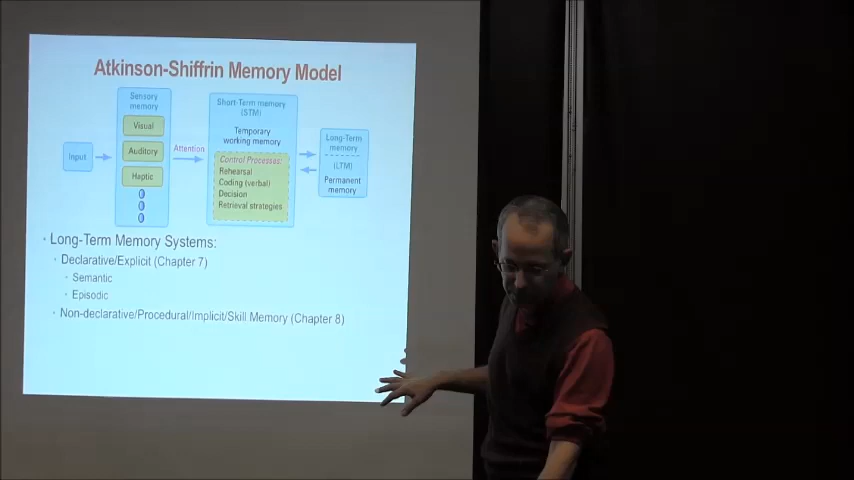 Atkinson-Shiffrin Memory Model
Sensory
memory
Visual
Auditory
Haptic
Input
Attention
Short-Term memory
(STM)
Temporary
working memory
Control Processes:
Rehearsal
Coding (verbal)
Decision
Retrieval strategies
Long-Term
memory
(LTM)
Permanent
memory
• Long-Term Memory Systems:
• Declarative/Explicit (Chapter 7)
• Semantic
• Episodic
• Non-declarative/Procedural/Implicit/Skill Memory (Chapter 8)